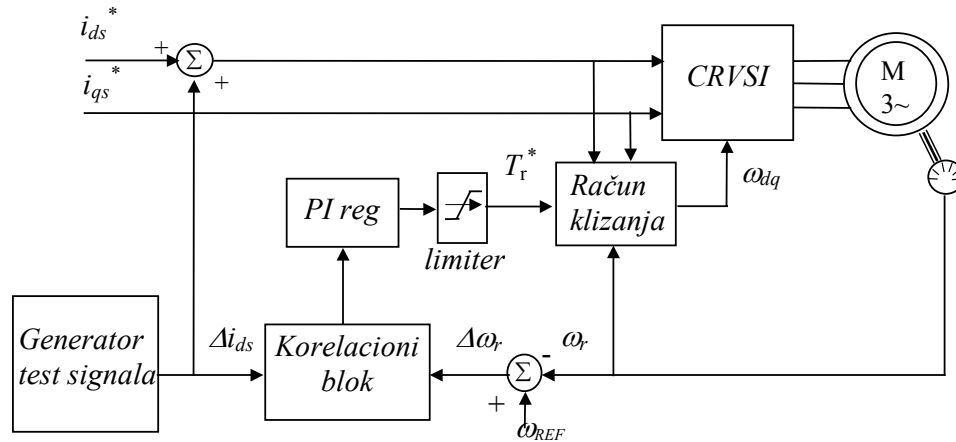 i_ds^*
+
Σ
+
i_qs^*
CRVSI
M
3~
T_r^*
ω_dq
PI reg
limiter
Račun
klizanja
Generator
test signala
Δi_ds
Korelacioni
blok
Δω_r
Σ
-
ω_r
+
ω_REF